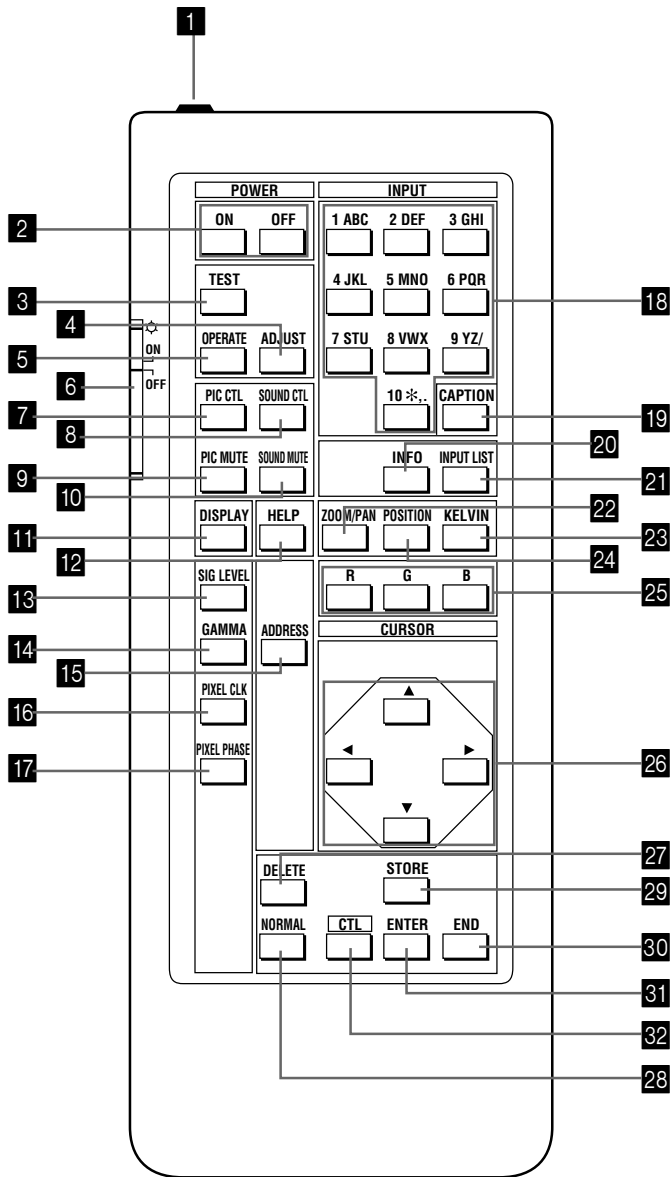 1
POWER INPUT
2 ON OFF 1 ABC 2 DEF 3 GHI
3 TEST 4 JKL 5 MNO 6 PQR 18
4
5 OPERATE ADJUST 7 STU 8 VWX 9 YZ/
6 ON
OFF
7 PIC CTL SOUND CTL 10 *,. CAPTION 19
8
9 PIC MUTE SOUND MUTE INFO INPUT LIST 20
10 21
11 DISPLAY HELP ZOOM/PAN POSITION KELVIN 22
12 23
24
13 SIG LEVEL R G B 25
14 GAMMA ADDRESS CURSOR
15
16 PIXEL CLK ▲
17 PIXEL PHASE ◀ ▶ 26
▼
DELETE STORE 27
29
NORMAL CTL ENTER END 30
31
32
28